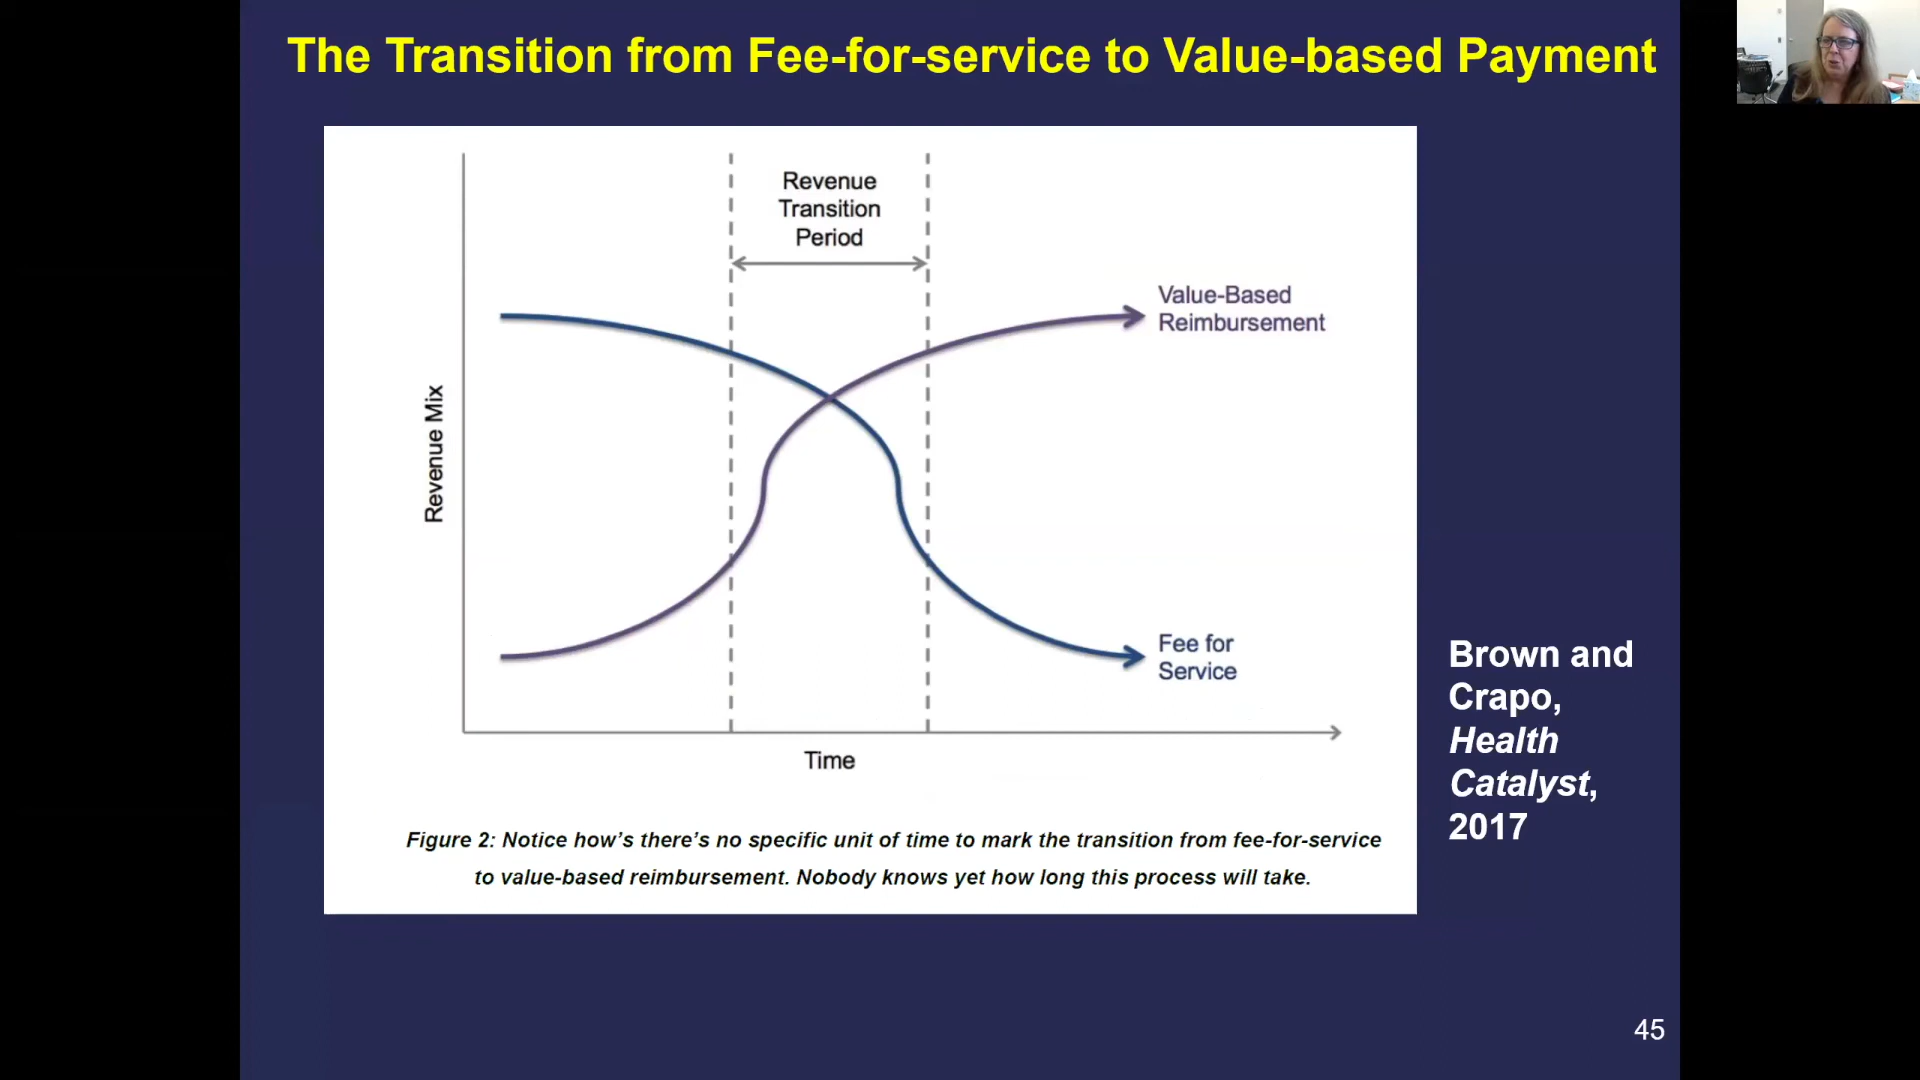 The Transition from Fee-for-service to Value-based Payment
Revenue
Transition
Period
Value-Based
Reimbursement
Revenue Mix
Fee for
Service
Time
Figure 2: Notice how's there's no specific unit of time to mark the transition from fee-for-service
to value-based reimbursement. Nobody knows yet how long this process will take.
Brown and
Crapo,
Health
Catalyst,
2017
45